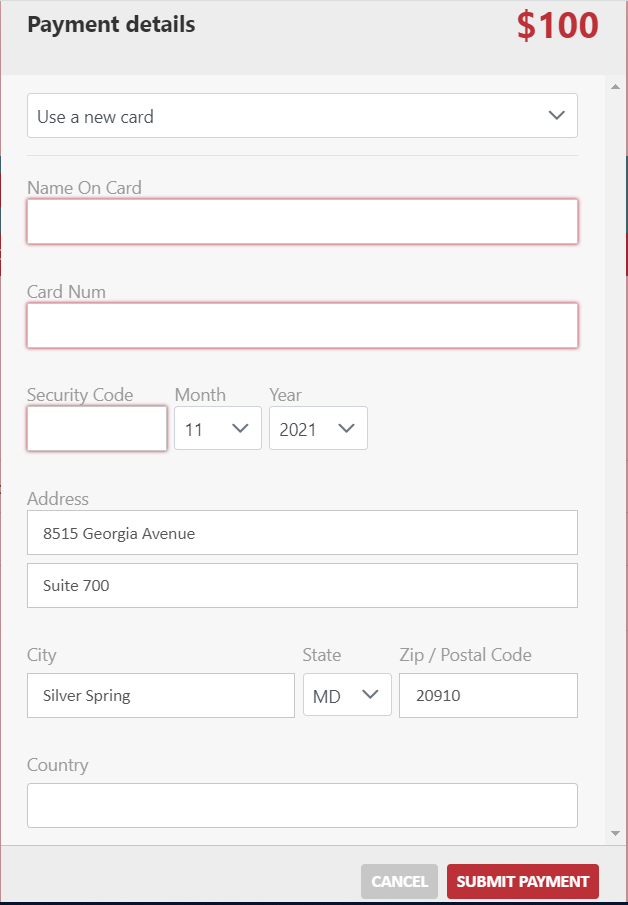 Payment details $100
Use a new card
Name On Card
Card Num
Security Code Month Year
11 2021
Address
8515 Georgia Avenue
Suite 700
City State Zip / Postal Code
Silver Spring MD 20910
Country
CANCEL SUBMIT PAYMENT